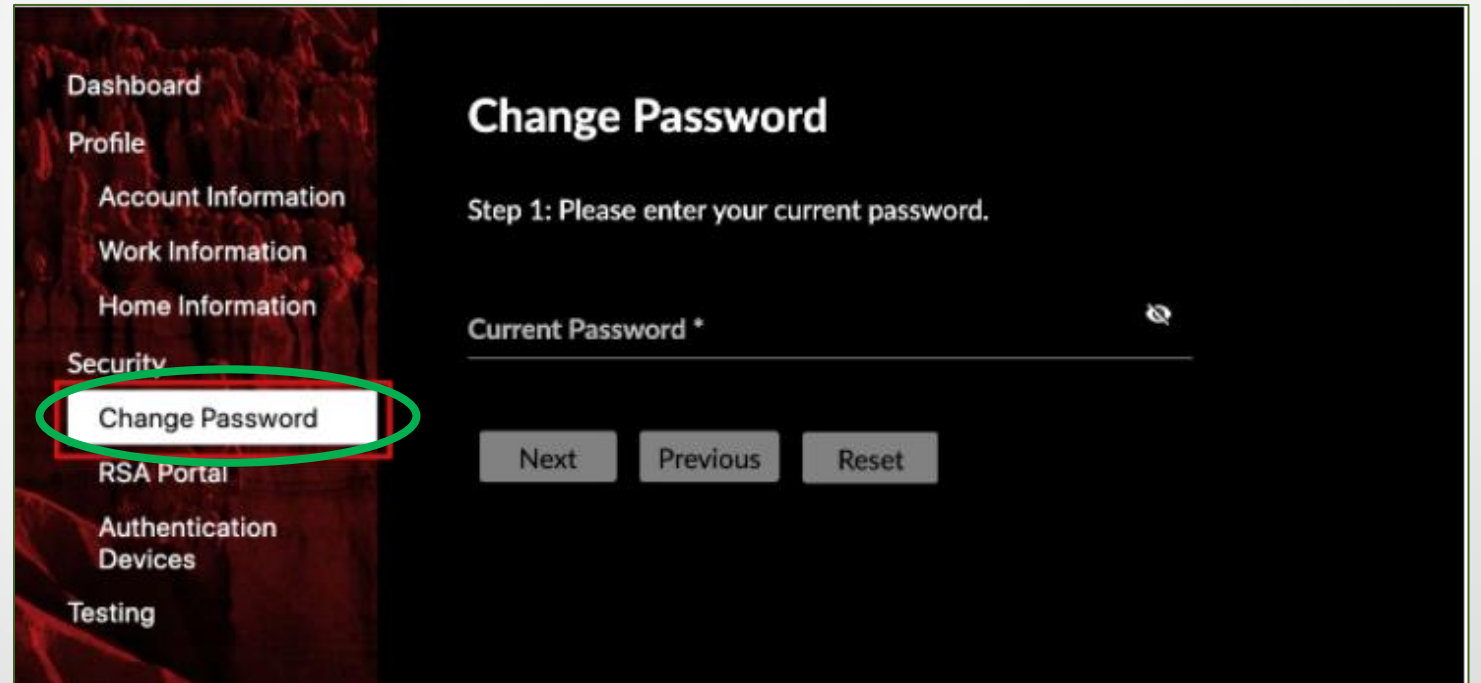 Dashboard
Profile
Account Information
Work Information
Home Information
Security
Change Password
RSA Portal
Authentication
Devices
Testing
Change Password
Step 1: Please enter your current password.
Current Password *
Next Previous Reset